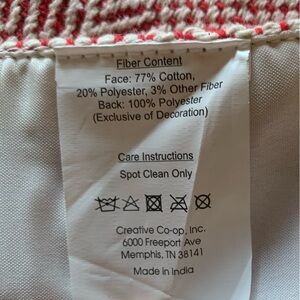 Fiber Content
Face: 77% Cotton,
20% Polyester, 3% Other Fiber
Back: 100% Polyester
(Exclusive of Decoration)
Care Instructions
Spot Clean Only
Creative Co-op, Inc.
6000 Freeport Ave
Memphis, TN 38141
Made in India